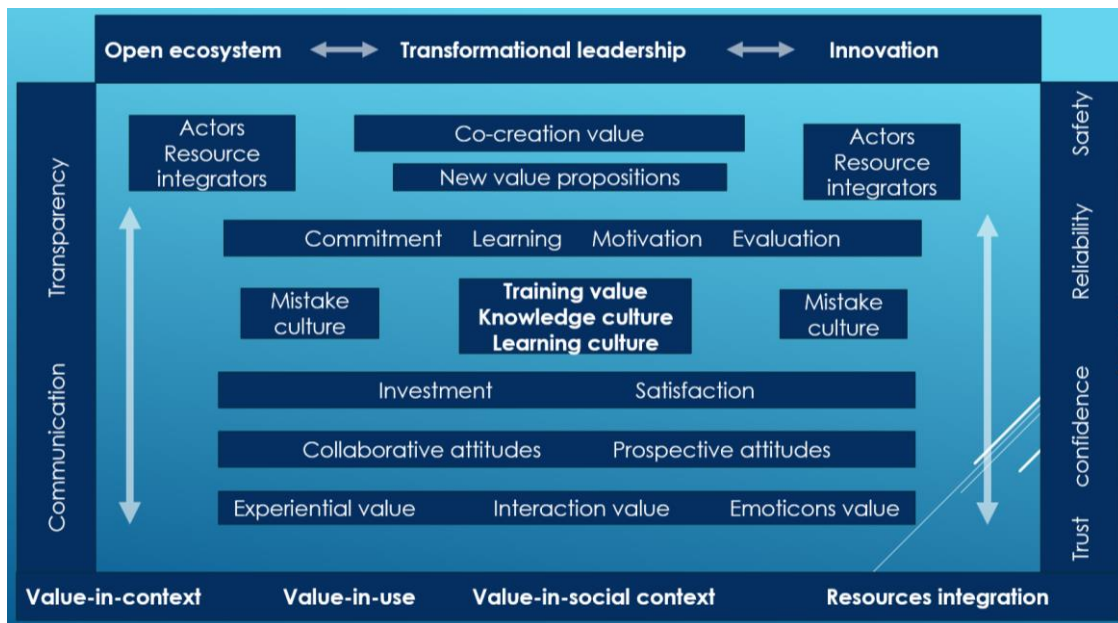 Open ecosystem Transformational leadership Innovation
Transparency
Communication
Actors
Resource
integrators
Co-creation value
New value propositions
Actors
Resource
integrators
Commitment Learning Motivation Evaluation
Mistake
culture
Training value
Knowledge culture
Learning culture
Mistake
culture
Investment Satisfaction
Collaborative attitudes Prospective attitudes
Experiential value Interaction value Emoticons value
Safety
Reliability
confidence
Trust
Value-in-context Value-in-use Value-in-social context Resources integration